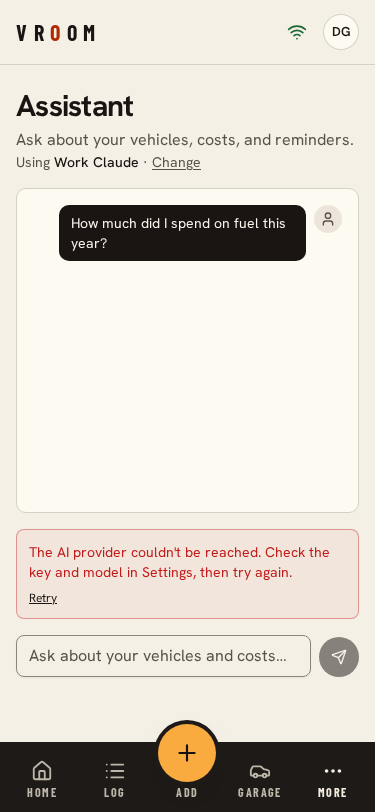 VROOM
DG
Assistant
Ask about your vehicles, costs, and reminders.
Using Work Claude · Change
How much did I spend on fuel this
year?
The AI provider couldn't be reached. Check the
key and model in Settings, then try again.
Retry
Ask about your vehicles and costs...
HOME
LOG
ADD
GARAGE
MORE